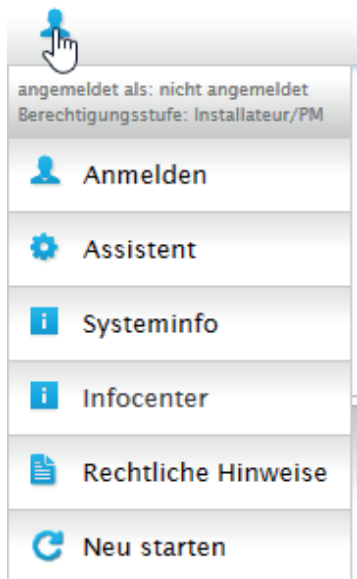 angemeldet als: nicht angemeldet
Berechtigungsstufe: Installateur/PM
Anmelden
Assistent
Systeminfo
Infocenter
Rechtliche Hinweise
Neu starten